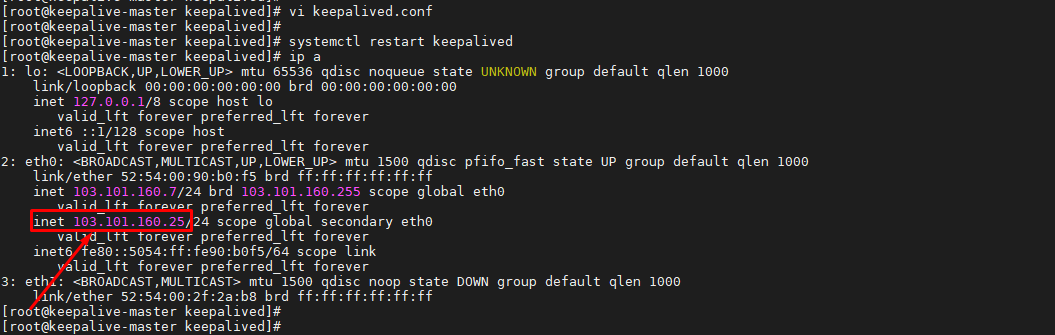 [root@keepalive-master keepalived]# vi keepalived.conf
[root@keepalive-master keepalived]#
[root@keepalive-master keepalived]# systemctl restart keepalived
[root@keepalive-master keepalived]# ip a
1: lo: <LOOPBACK,UP,LOWER_UP> mtu 65536 qdisc noqueue state UNKNOWN group default qlen 1000
    link/loopback 00:00:00:00:00:00 brd 00:00:00:00:00:00
    inet 127.0.0.1/8 scope host lo
       valid_lft forever preferred_lft forever
    inet6 ::1/128 scope host
       valid_lft forever preferred_lft forever
2: eth0: <BROADCAST,MULTICAST,UP,LOWER_UP> mtu 1500 qdisc pfifo_fast state UP group default qlen 1000
    link/ether 52:54:00:90:b0:f5 brd ff:ff:ff:ff:ff:ff
    inet 103.101.160.7/24 brd 103.101.160.255 scope global eth0
       valid_lft forever preferred_lft forever
    inet 103.101.160.25/24 scope global secondary eth0
       valid_lft forever preferred_lft forever
    inet6 fe80::5054:ff:fe90:b0f5/64 scope link
       valid_lft forever preferred_lft forever
3: eth1: <BROADCAST,MULTICAST> mtu 1500 qdisc noop state DOWN group default qlen 1000
    link/ether 52:54:00:2f:2a:b8 brd ff:ff:ff:ff:ff:ff
[root@keepalive-master keepalived]#
[root@keepalive-master keepalived]#